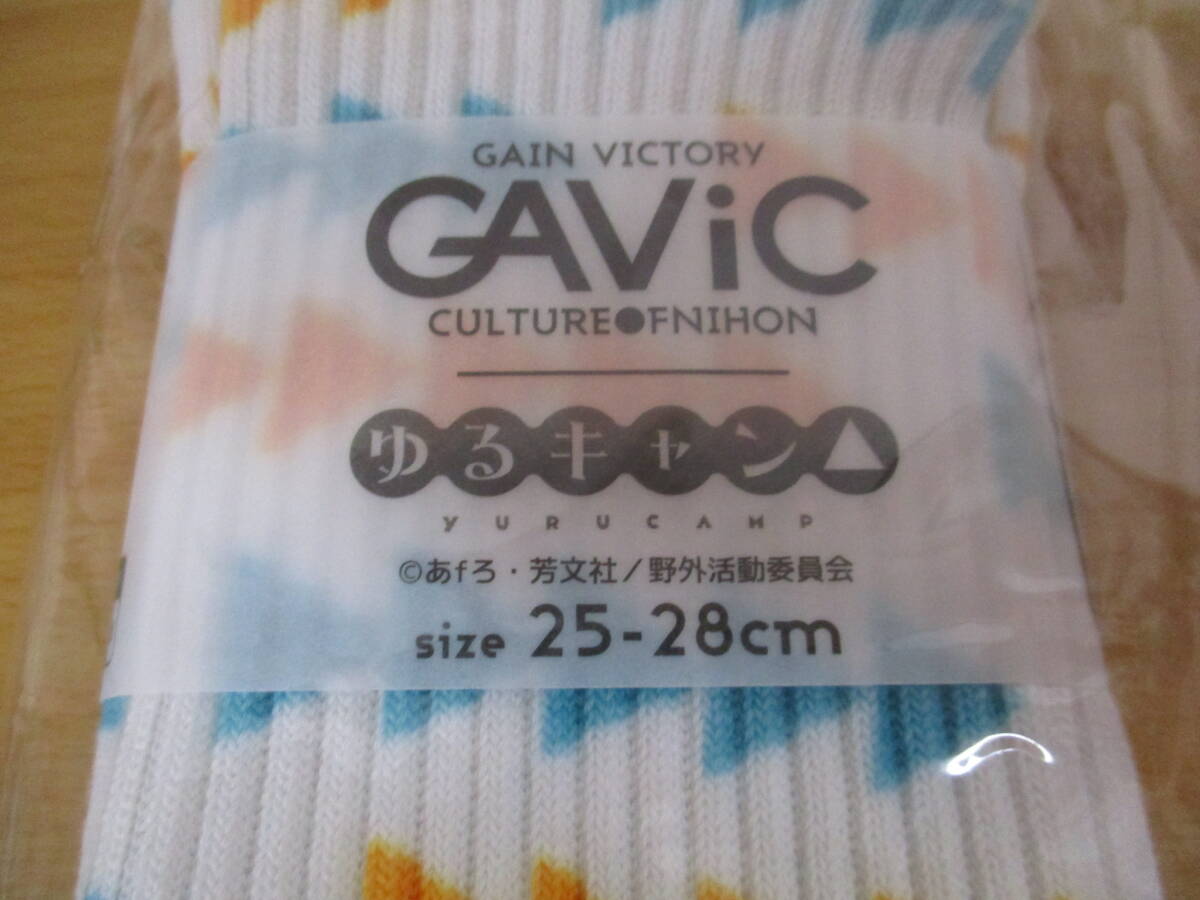 GAIN VICTORY
GAViC
CULTURE●FNIHON
ゆるキャン△
YURUCAMP
©あfろ・芳文社/野外活動委員会
size 25-28cm